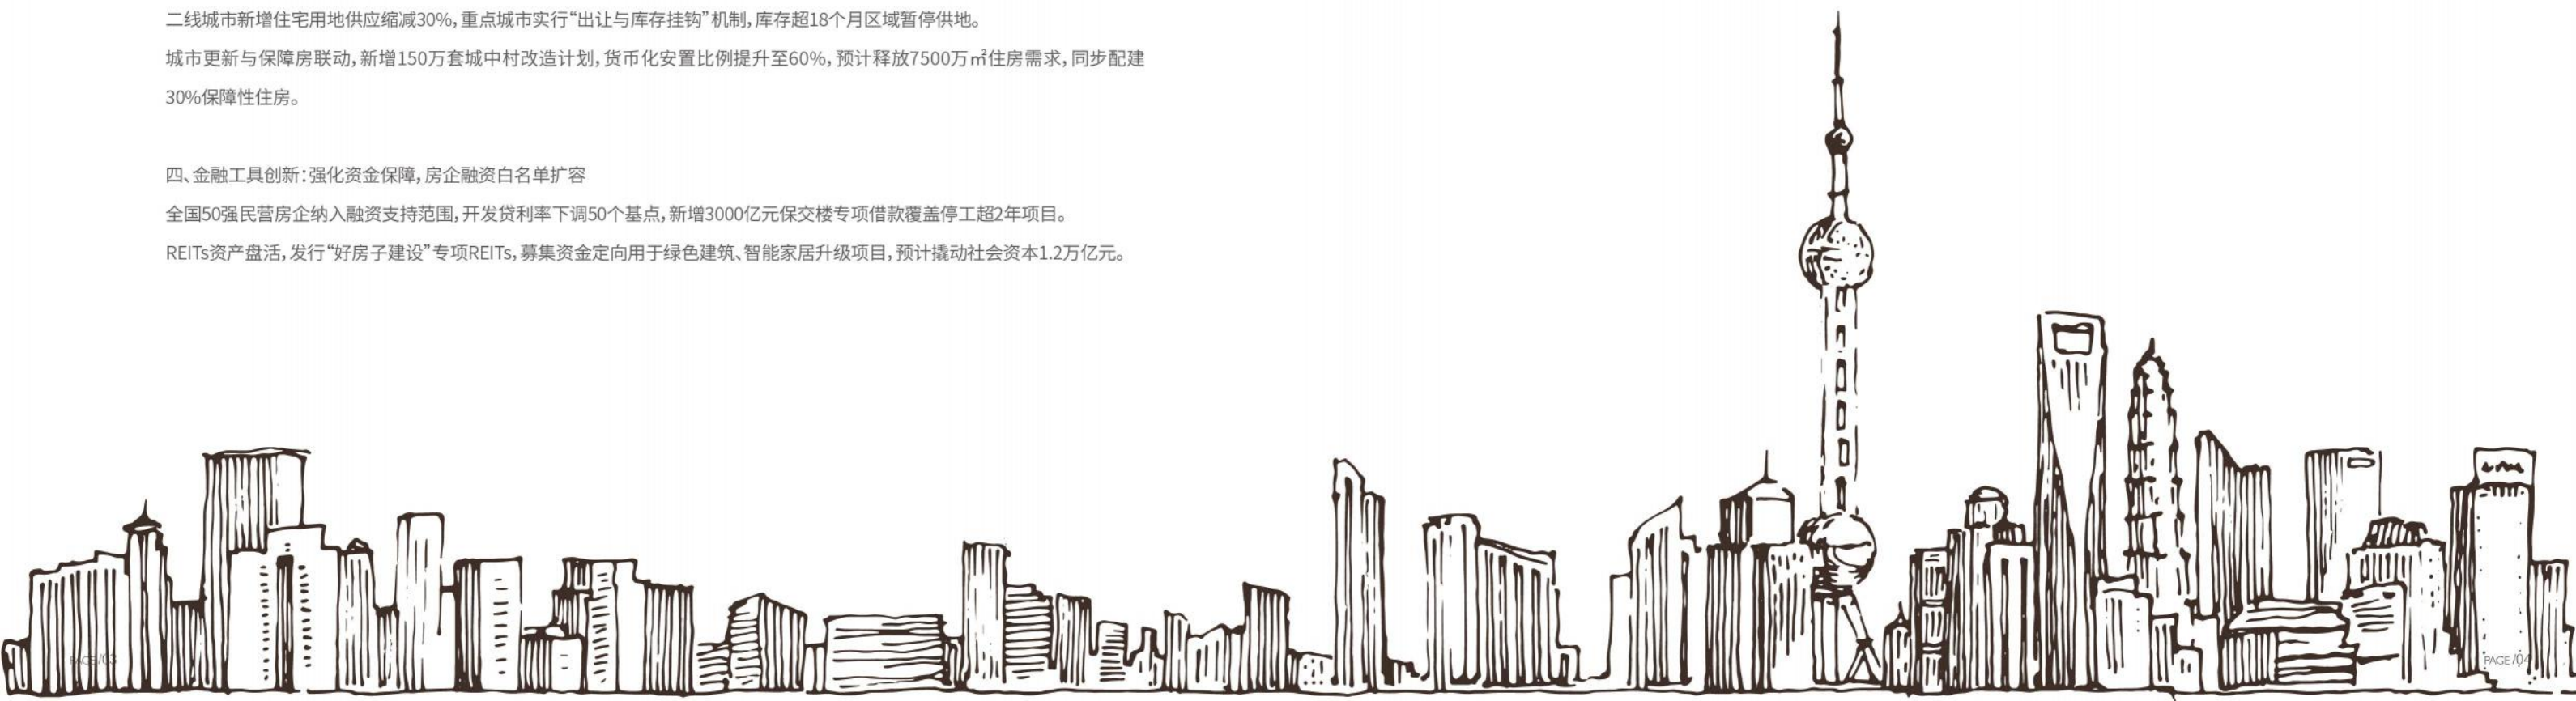 二线城市新增住宅用地供应缩减30%,重点城市实行“出让与库存挂钩”机制,库存超18个月区域暂停供地。
城市更新与保障房联动,新增150万套城中村改造计划,货币化安置比例提升至60%,预计释放7500万㎡住房需求,同步配建
30%保障性住房。
四、金融工具创新:强化资金保障,房企融资白名单扩容
全国50强民营房企纳入融资支持范围,开发贷利率下调50个基点,新增3000亿元保交楼专项借款覆盖停工超2年项目。
REITs资产盘活,发行“好房子建设”专项REITs,募集资金定向用于绿色建筑、智能家居升级项目,预计撬动社会资本1.2万亿元。
PAGE /03
PAGE /04